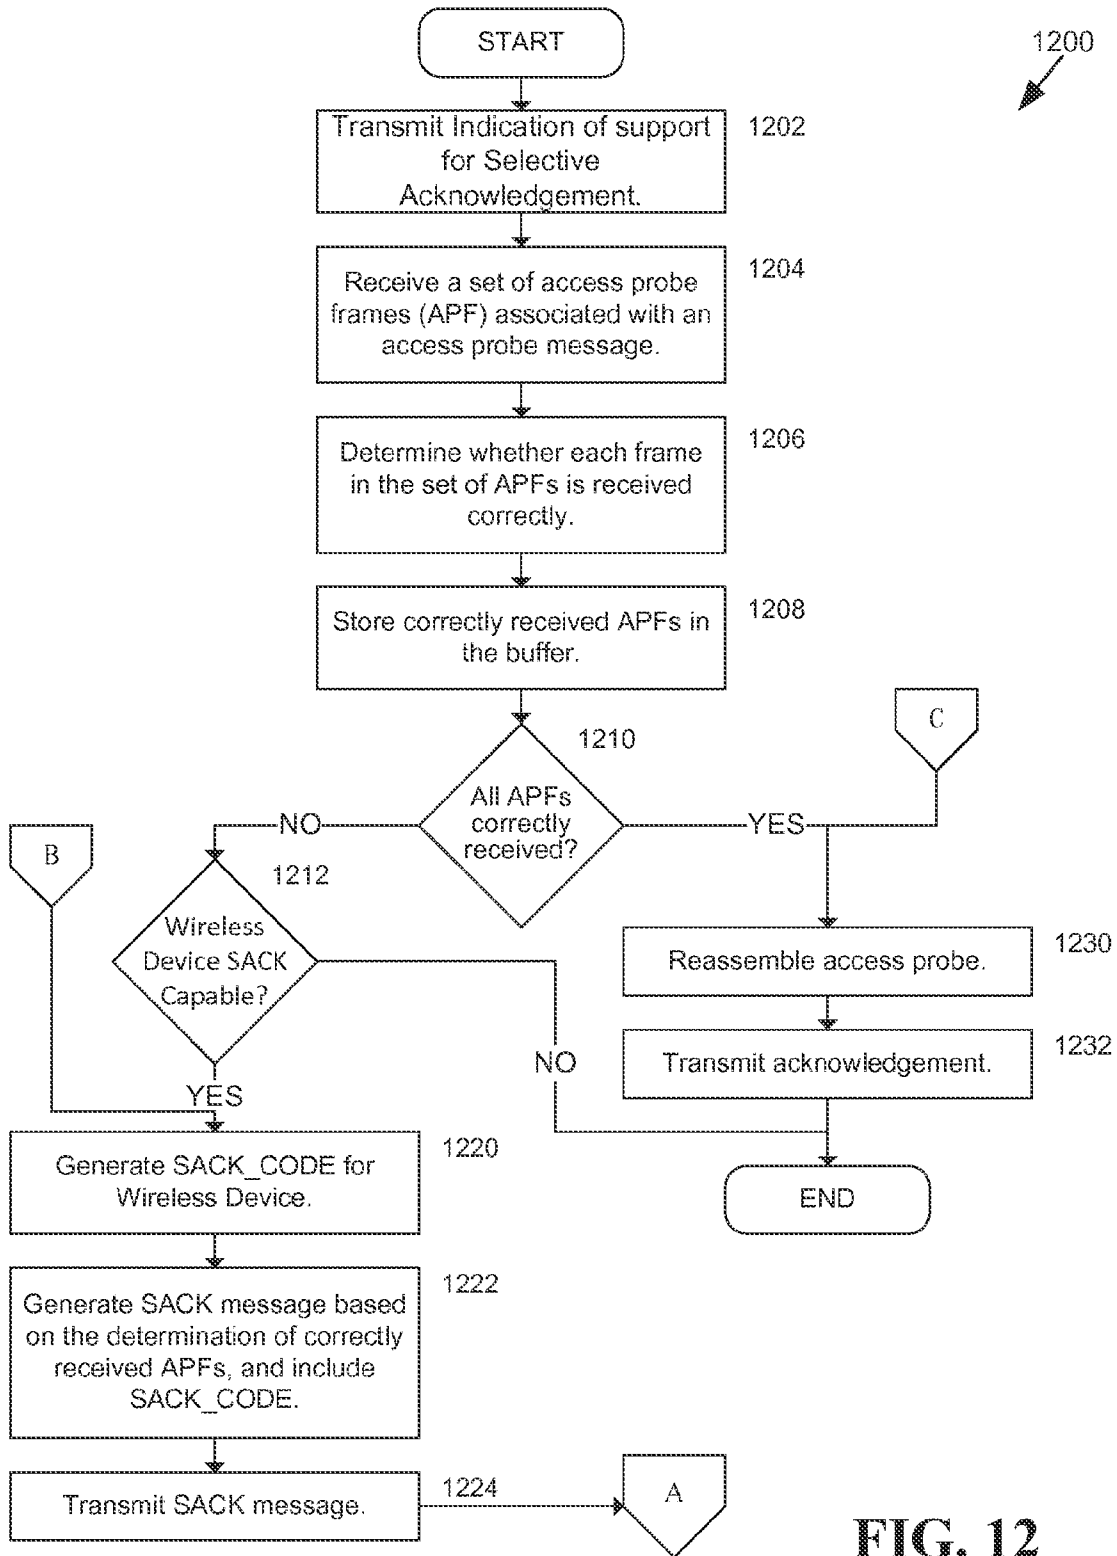 START
1200
1202
Transmit Indication of support
for Selective
Acknowledgement.
1204
Receive a set of access probe
frames (APF) associated with an
access probe message.
1206
Determine whether each frame
in the set of APFs is received
correctly.
1208
Store correctly received APFs in
the buffer.
C
1210
All APFs
correctly
received?
NO
YES
B
1212
Wireless
Device SACK
Capable?
1230
Reassemble access probe.
1232
Transmit acknowledgement.
NO
YES
1220
Generate SACK_CODE for
Wireless Device.
END
1222
Generate SACK message based
on the determination of correctly
received APFs, and include
SACK_CODE.
1224
Transmit SACK message.
A
FIG. 12